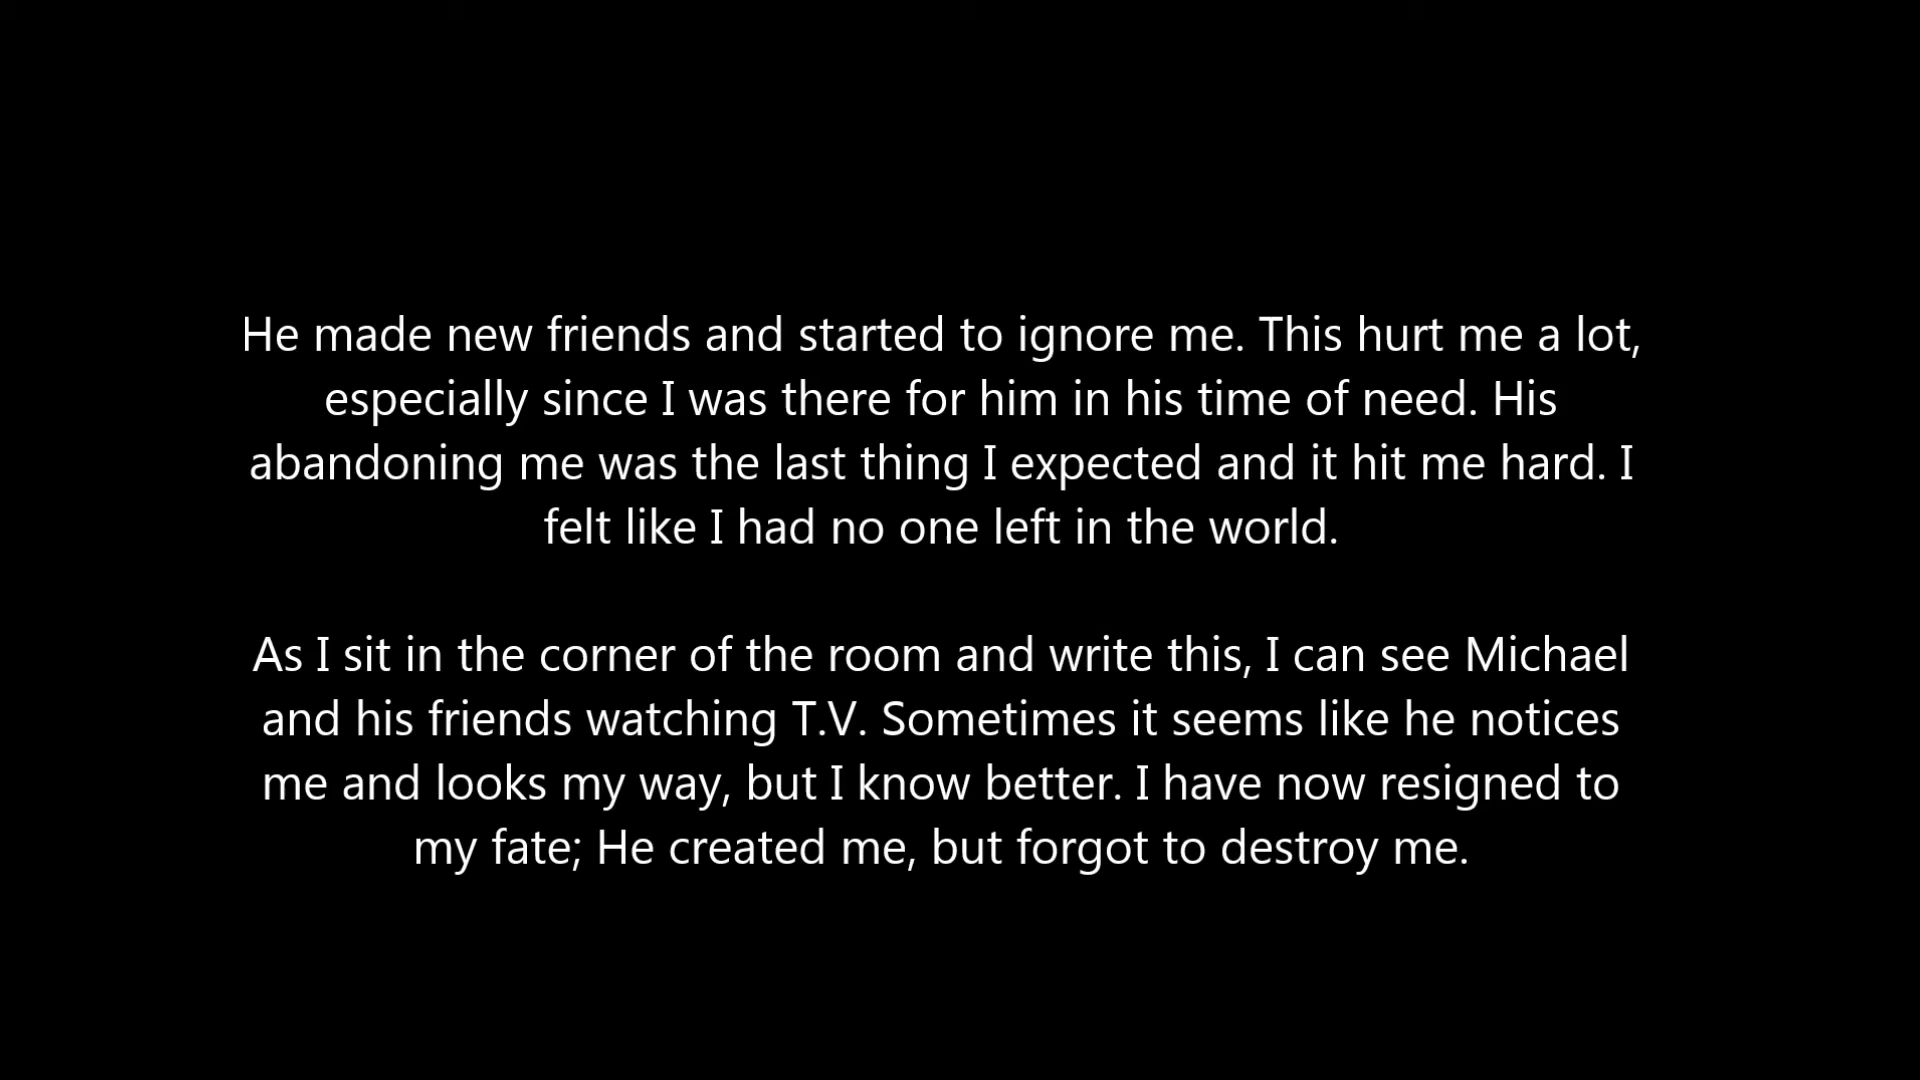 He made new friends and started to ignore me. This hurt me a lot,
especially since I was there for him in his time of need. His
abandoning me was the last thing I expected and it hit me hard. I
felt like I had no one left in the world.
As I sit in the corner of the room and write this, I can see Michael
and his friends watching T.V. Sometimes it seems like he notices
me and looks my way, but I know better. I have now resigned to
my fate; He created me, but forgot to destroy me.